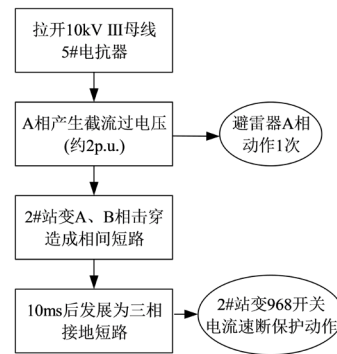 拉开10kV III母线
5#电抗器
A相产生截流过电压
(约2p.u.)
避雷器A相
动作1次
2#站变A、B相击穿
造成相间短路
10ms后发展为三相
接地短路
2#站变968开关
电流速断保护动作